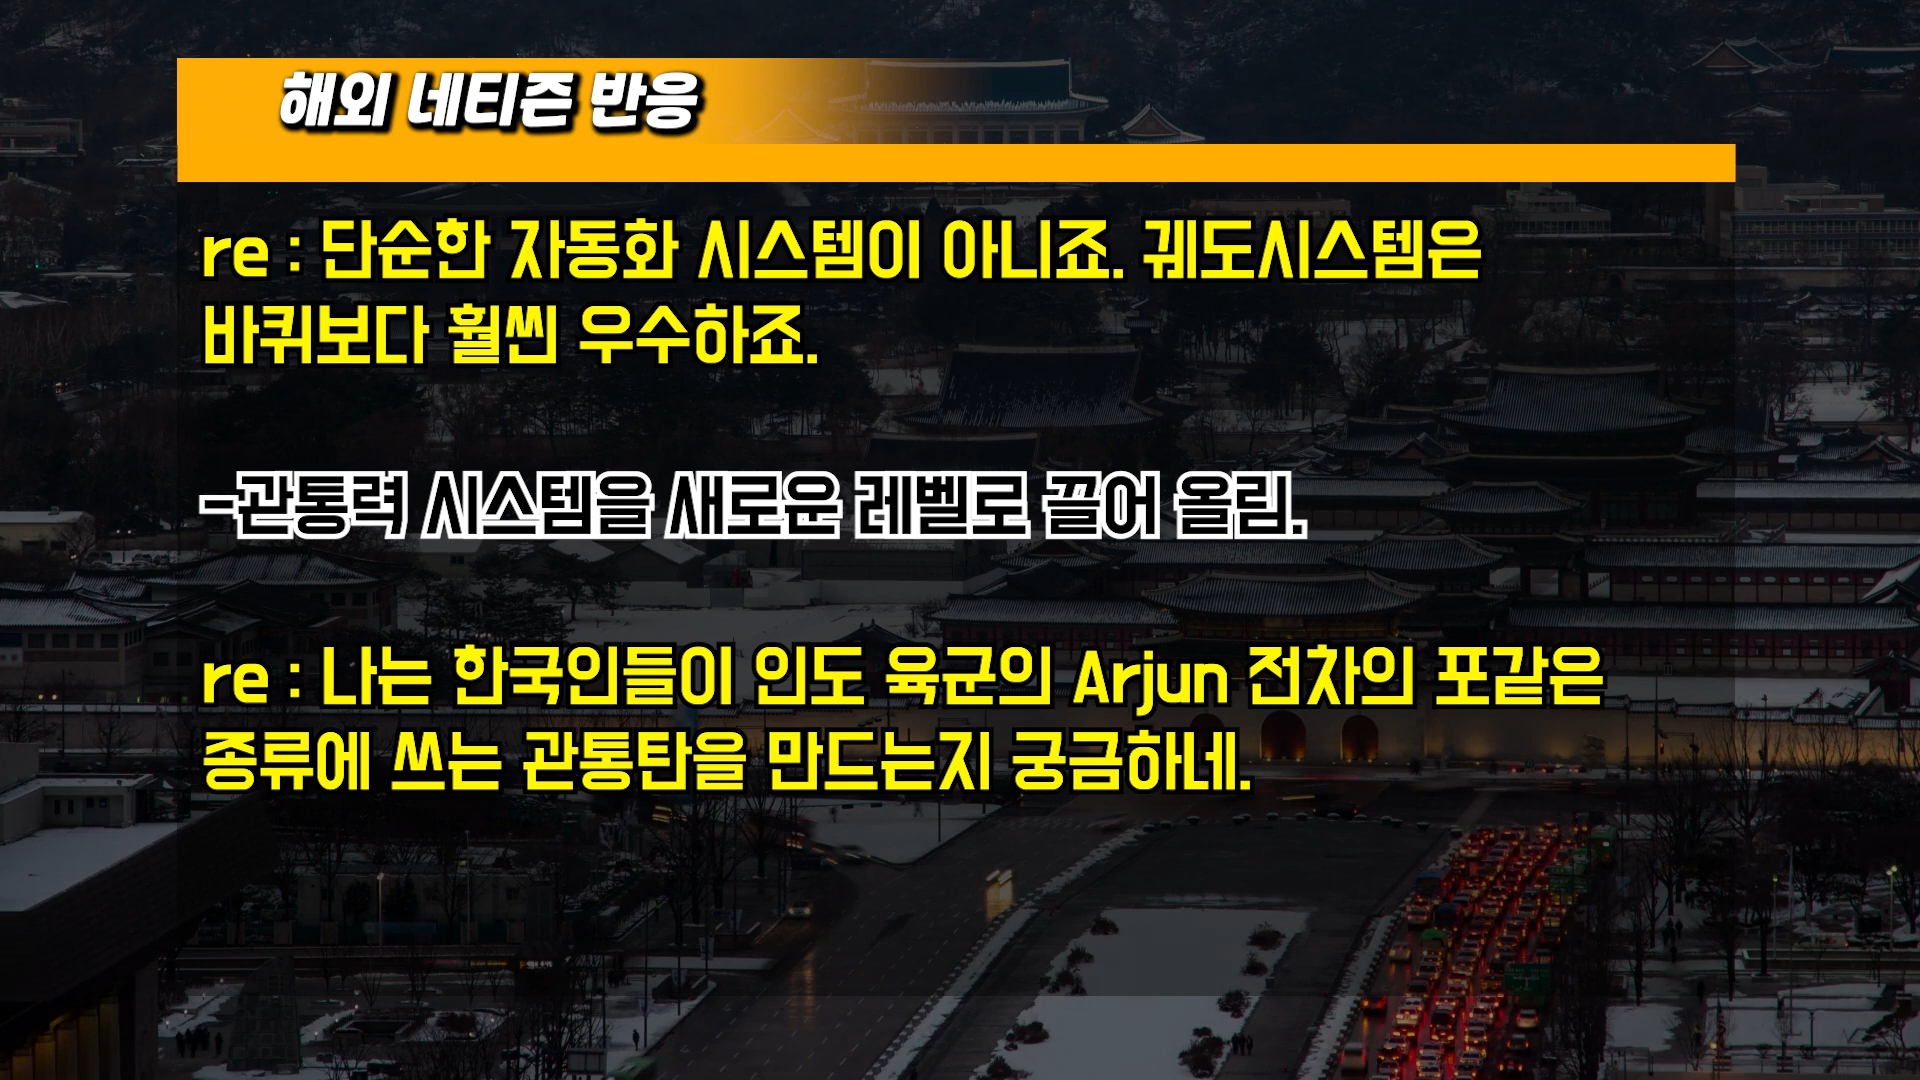 해외 네티즌 반응
re : 단순한 자동화 시스템이 아니죠. 궤도시스템은
바퀴보다 훨씬 우수하죠.
-관통력 시스템을 새로운 레벨로 끌어 올림.
re : 나는 한국인들이 인도 육군의 Arjun 전차의 포같은
종류에 쓰는 관통탄을 만드는지 궁금하네.